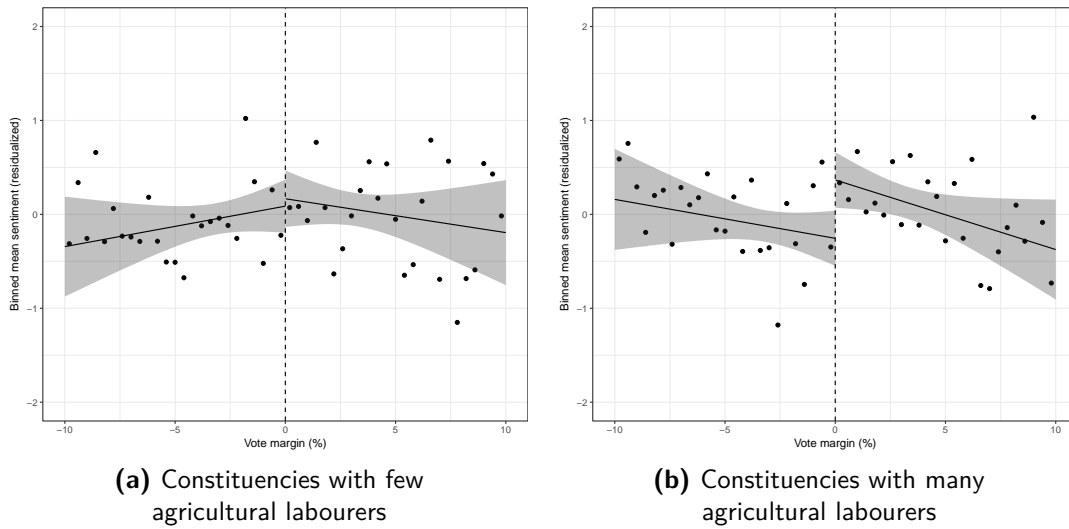 2
1
0
−1
−2
Binned mean sentiment (residualized)
−10
−5
0
5
10
Vote margin (%)
(a) Constituencies with few
agricultural labourers
2
1
0
−1
−2
Binned mean sentiment (residualized)
−10
−5
0
5
10
Vote margin (%)
(b) Constituencies with many
agricultural labourers